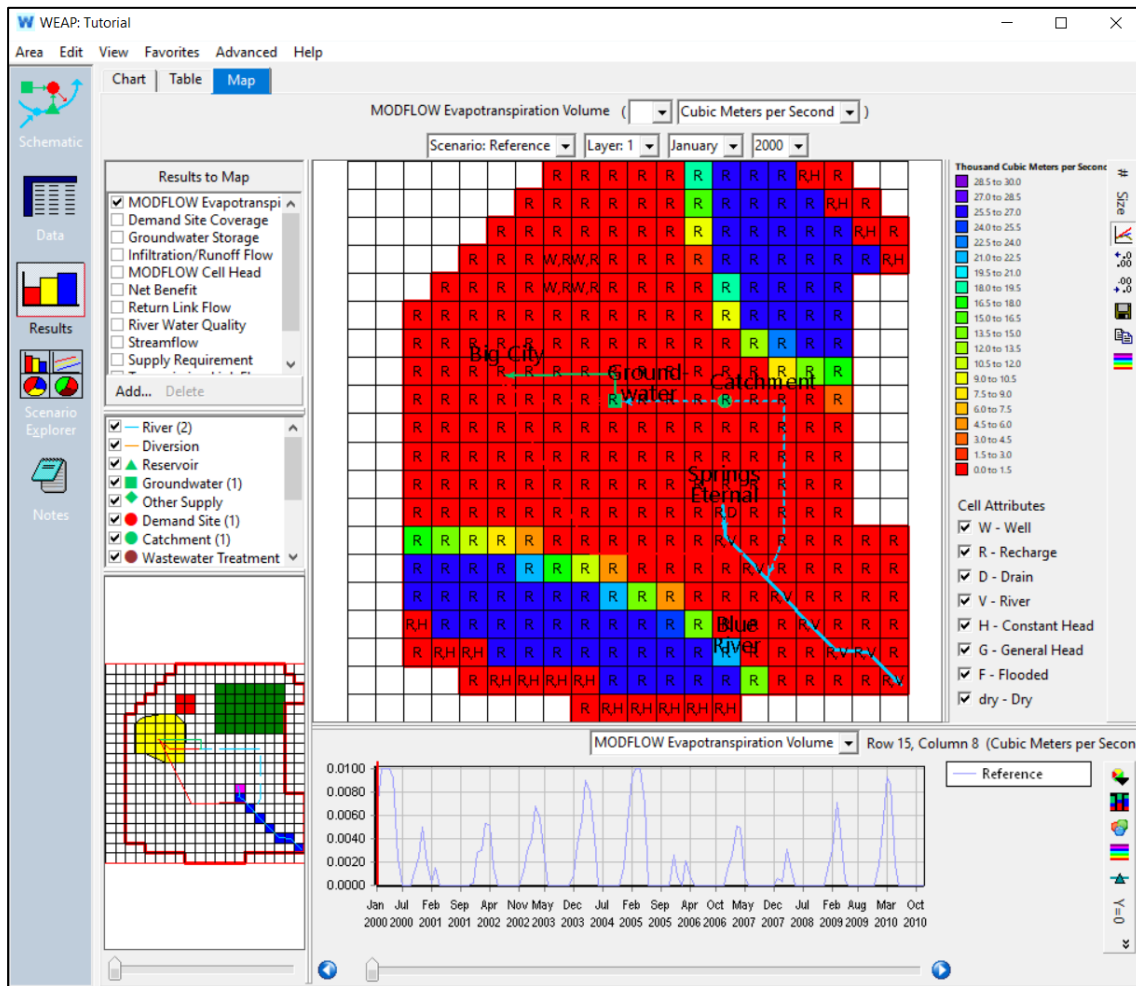 WEAP: Tutorial
Area Edit View Favorites Advanced Help
Chart Table Map
MODFLOW Evapotranspiration Volume ( Cubic Meters per Second )
Scenario: Reference Layer: 1 January 2000
Schematic
Data
Results
Scenario
Explorer
Notes
Results to Map
MODFLOW Evapotranspi
Demand Site Coverage
Groundwater Storage
Infiltration/Runoff Flow
MODFLOW Cell Head
Net Benefit
Return Link Flow
River Water Quality
Streamflow
Supply Requirement
Add... Delete
River (2)
Diversion
Reservoir
Groundwater (1)
Other Supply
Demand Site (1)
Catchment (1)
Wastewater Treatment
R R R R R R R R R R,H R
R R R R R R R R R R R,H R
R R R R R R R R R R R R R R,H R
R R W,R W,R R R R R R R R R R R R R,H
R R R W,R W,R R R R R R R R R R R
Big City
Ground-
water
Catchment
Springs
Eternal
Blue
River
Thousand Cubic Meters per Second
28.5 to 30.0
27.0 to 28.5
25.5 to 27.0
24.0 to 25.5
22.5 to 24.0
21.0 to 22.5
19.5 to 21.0
18.0 to 19.5
16.5 to 18.0
15.0 to 16.5
13.5 to 15.0
12.0 to 13.5
10.5 to 12.0
9.0 to 10.5
7.5 to 9.0
6.0 to 7.5
4.5 to 6.0
3.0 to 4.5
1.5 to 3.0
0.0 to 1.5
Cell Attributes
W - Well
R - Recharge
D - Drain
V - River
H - Constant Head
G - General Head
F - Flooded
dry - Dry
#
Size
MODFLOW Evapotranspiration Volume Row 15, Column 8 (Cubic Meters per Secon
Reference
0.0100
0.0080
0.0060
0.0040
0.0020
0.0000
Jan Jul Feb Sep Apr Nov May Dec Jul Feb Sep Apr Oct May Dec Jul Feb Aug Mar Oct
2000 2000 2001 2001 2002 2002 2003 2003 2004 2005 2005 2006 2006 2007 2007 2008 2009 2009 2010 2010
Y=0